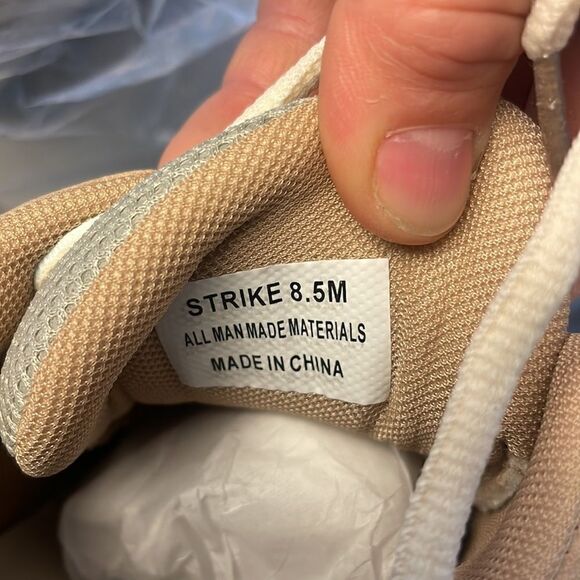 STRIKE 8.5M
ALL MAN MADE MATERIALS
MADE IN CHINA